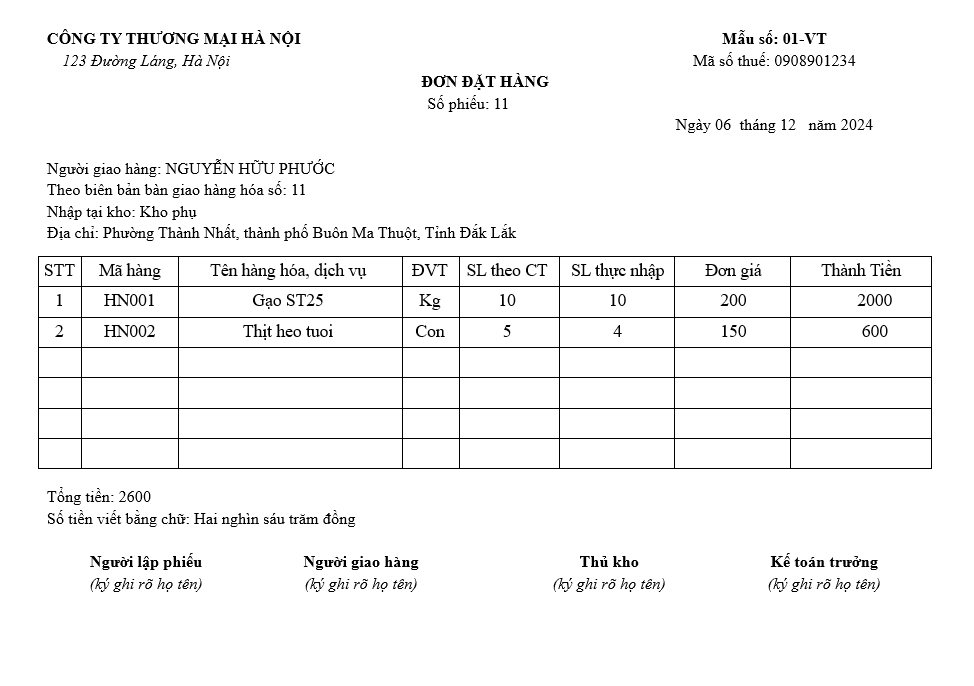 CÔNG TY THƯƠNG MẠI HÀ NỘI
Mẫu số: 01-VT
123 Đường Láng, Hà Nội
Mã số thuế: 0908901234
ĐƠN ĐẶT HÀNG
Số phiếu: 11
Ngày 06 tháng 12 năm 2024
Người giao hàng: NGUYỄN HỮU PHƯỚC
Theo biên bản bàn giao hàng hóa số: 11
Nhập tại kho: Kho phụ
Địa chỉ: Phường Thành Nhất, thành phố Buôn Ma Thuột, Tỉnh Đắk Lắk
STT Mã hàng Tên hàng hóa, dịch vụ ĐVT SL theo CT SL thực nhập Đơn giá Thành Tiền
1 HN001 Gạo ST25 Kg 10 10 200 2000
2 HN002 Thịt heo tuoi Con 5 4 150 600
Tổng tiền: 2600
Số tiền viết bằng chữ: Hai nghìn sáu trăm đồng
Người lập phiếu Người giao hàng Thủ kho Kế toán trưởng
(ký ghi rõ họ tên) (ký ghi rõ họ tên) (ký ghi rõ họ tên) (ký ghi rõ họ tên)